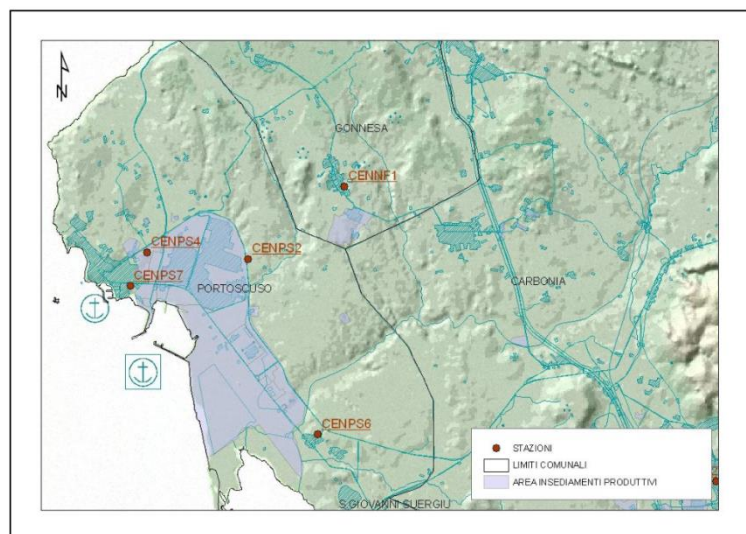 N
GONNESA
CENNF1
CENPS4
CENPS2
CENPS7
PORTOSCUSO
CARBONIA
CENPS6
STAZIONI
LIMITI COMUNALI
AREA INSEDIAMENTI PRODUTTIVI
S.GIOVANNI SUERGIU